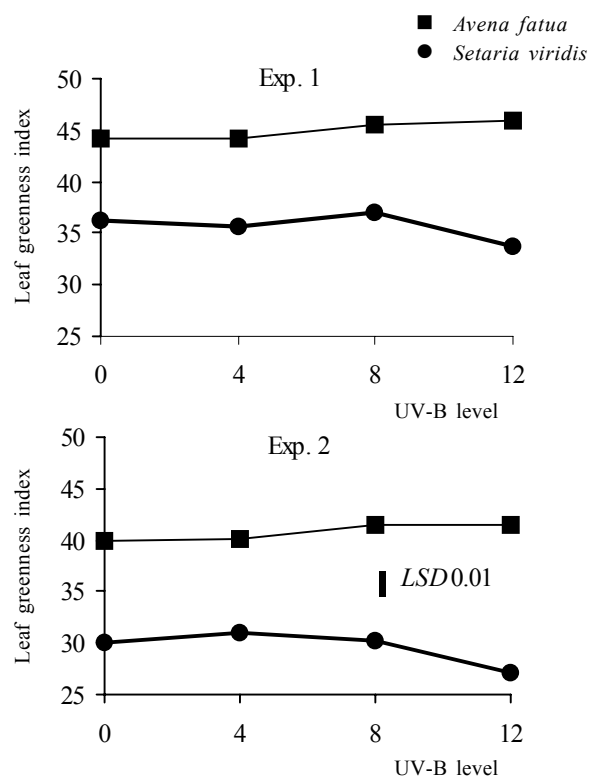 Avena fatua
Setaria viridis
Exp. 1
Leaf greenness index
50
45
40
35
30
25
0 4 8 12
UV-B level
Exp. 2
Leaf greenness index
50
45
40
35
30
25
LSD 0.01
0 4 8 12
UV-B level